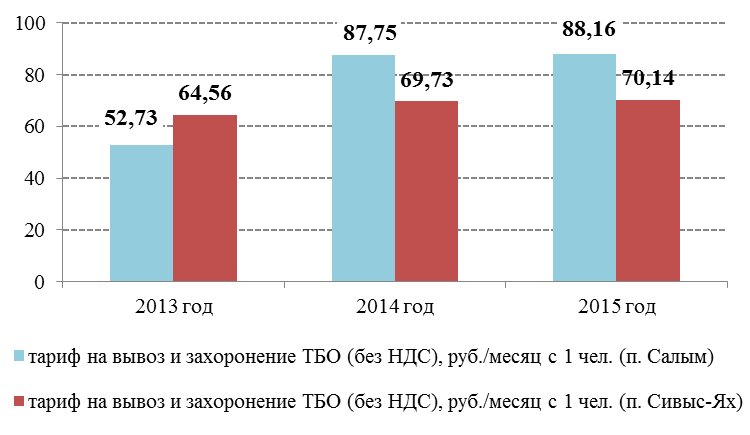 100
80
60
40
20
0
52,73
64,56
87,75
69,73
88,16
70,14
2013 год
2014 год
2015 год
тариф на вывоз и захоронение ТБО (без НДС), руб./месяц с 1 чел. (п. Салым)
тариф на вывоз и захоронение ТБО (без НДС), руб./месяц с 1 чел. (п. Сивыс-Ях)